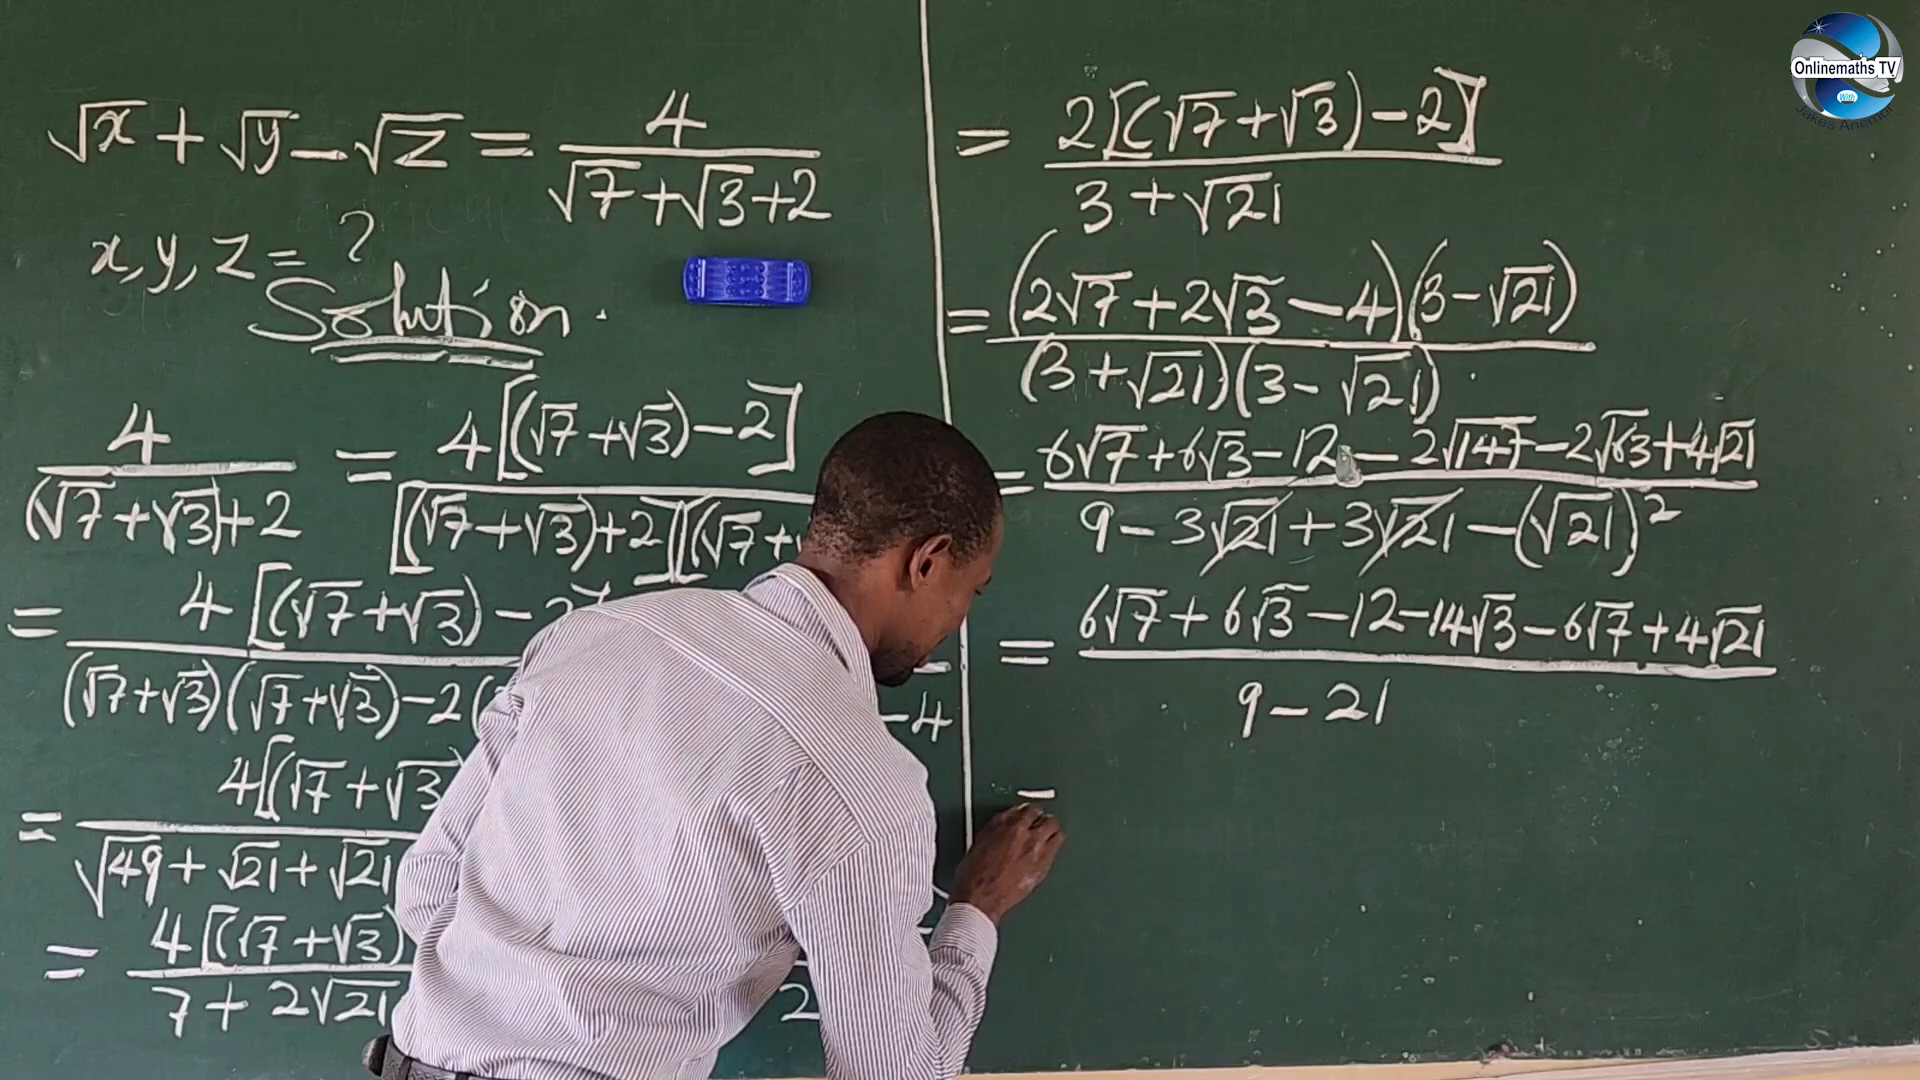 √x + √y - √z = 4/(√7+√3+2)
x, y, z = ?
Solution.
4/((√7+√3)+2) = 4[(√7+√3)-2]/[(√7+√3)+2][(√7+
= 4[(√7+√3)-2
(√7+√3)(√7+√3)-2( -4
4[(√7+√3)
= √49+√21+√21
= 4[(√7+√3)
7+2√21 2
= 2[(√7+√3)-2]/(3+√21)
= (2√7+2√3-4)(3-√21)/(3+√21)(3-√21)
= (6√7+6√3-12-2√147-2√63+4√21)/(9-3√21+3√21-(√21)²)
= (6√7+6√3-12-14√3-6√7+4√21)/(9-21)
Onlinemaths TV
With